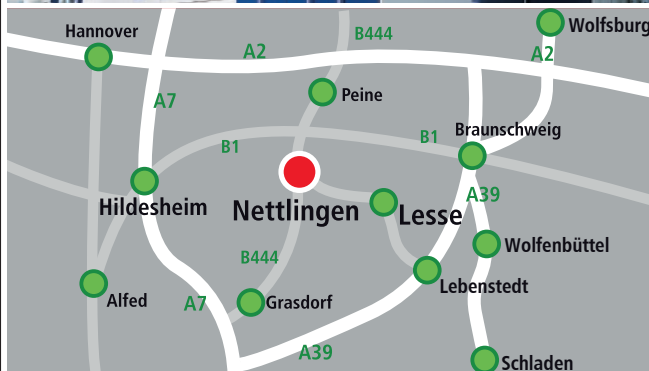 Hannover
B444
Wolfsburg
A2
A2
A7
Peine
B1
B1
Braunschweig
Hildesheim
Nettlingen
Lesse
A39
Wolfenbüttel
B444
Lebenstedt
Alfed
A7
Grasdorf
A39
Schladen